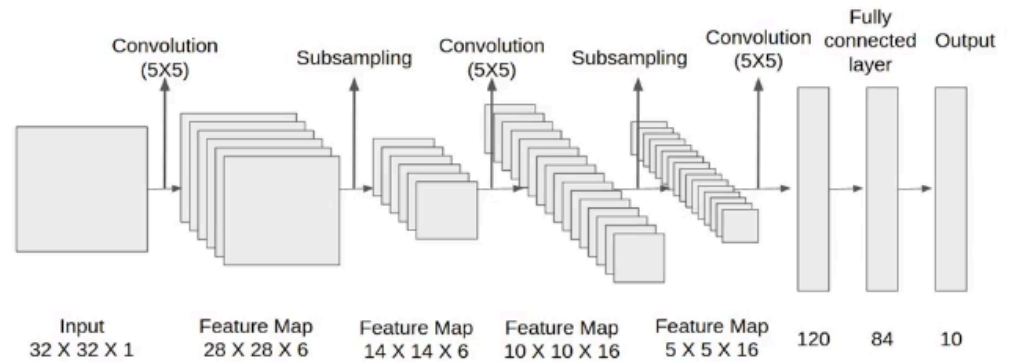 Convolution
(5X5)
Subsampling
Convolution
(5X5)
Subsampling
Convolution
(5X5)
Fully
connected
layer
Output
Input
32 X 32 X 1
Feature Map
28 X 28 X 6
Feature Map
14 X 14 X 6
Feature Map
10 X 10 X 16
Feature Map
5 X 5 X 16
120
84
10